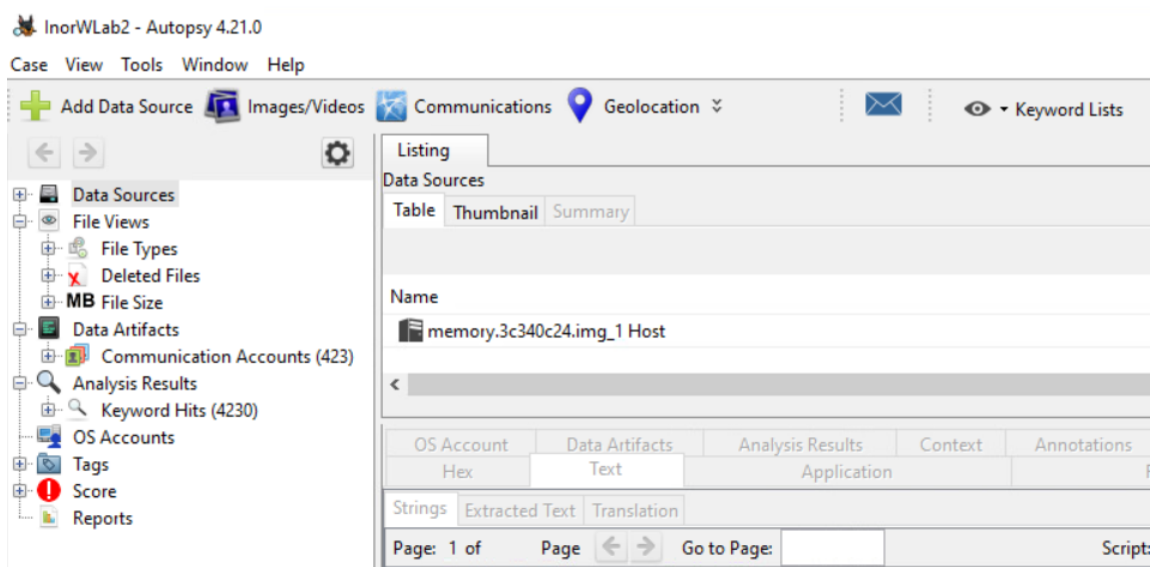 InorWLab2 - Autopsy 4.21.0
Case View Tools Window Help
Add Data Source Images/Videos Communications Geolocation Keyword Lists
Listing
Data Sources
Table Thumbnail Summary
Name
memory.3c340c24.img_1 Host
Data Sources
File Views
File Types
Deleted Files
MB File Size
Data Artifacts
Communication Accounts (423)
Analysis Results
Keyword Hits (4230)
OS Accounts
Tags
Score
Reports
OS Account Data Artifacts Analysis Results Context Annotations
Hex Text Application
Strings Extracted Text Translation
Page: 1 of Page Go to Page: Script: